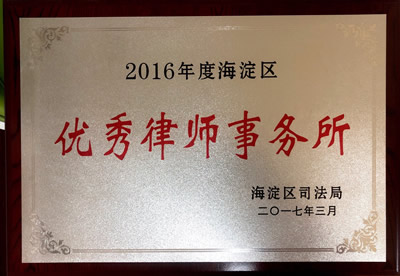 2016年度海淀区
优秀律师事务所
海淀区司法局
二〇一七年三月